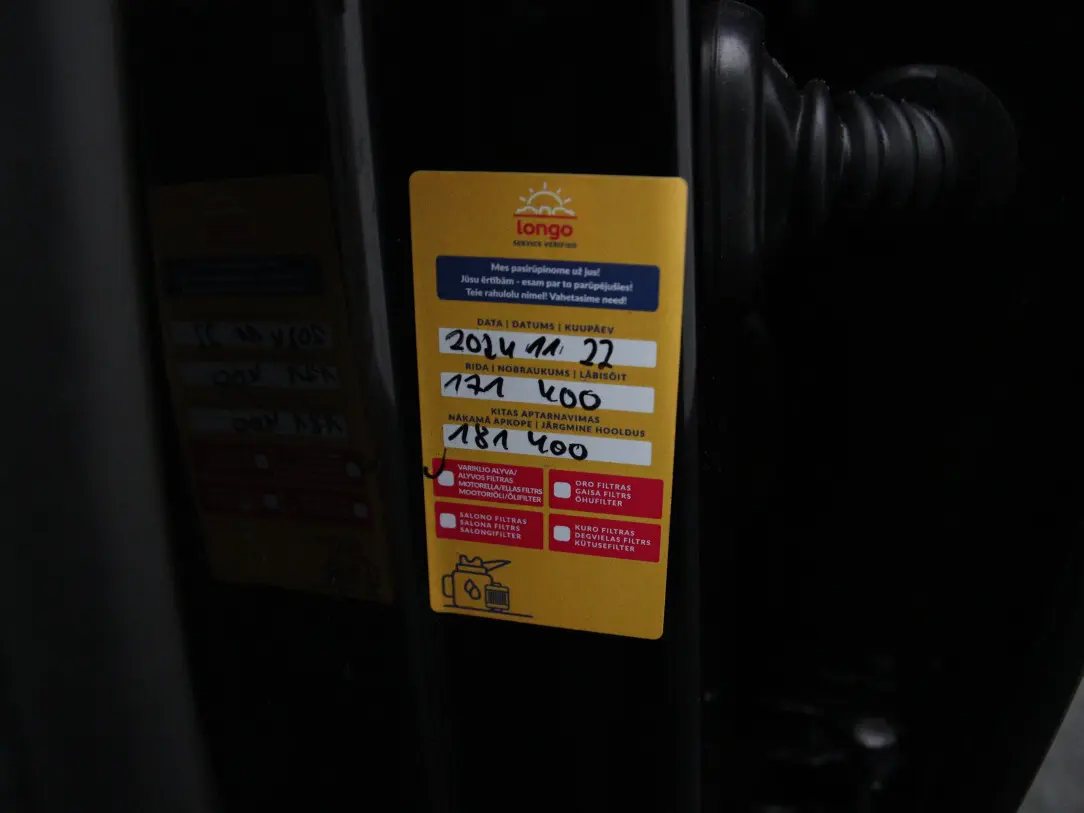 longo
SERVICE VERIFIED
Mes pasirūpinome už jus!
Jūsu ērtībām - esam par to parūpējušies!
Teie rahulolu nimel! Vahetasime need!
DATA | DATUMS | KUUPÄEV
2024 11. 22
RIDA | NOBRAUKUMS | LÄBISÕIT
171 400
KITAS APTARNAVIMAS
NĀKAMĀ APKOPE | JÄRGMINE HOOLDUS
181 400
VARIKLIO ALYVA/
ALYVOS FILTRAS
MOTOREĻĻA/EĻĻAS FILTRS
MOOTORIÕLI/ÕLIFILTER
ORO FILTRAS
GAISA FILTRS
ÕHUFILTER
SALONO FILTRAS
SALONA FILTRS
SALONGIFILTER
KURO FILTRAS
DEGVIELAS FILTRS
KÜTUSEFILTER